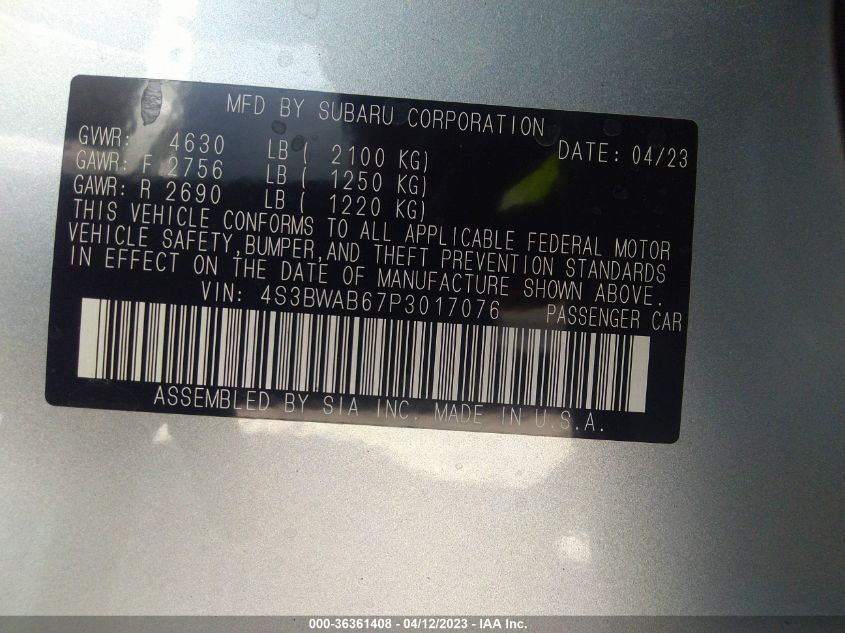 MFD BY SUBARU CORPORATION
GVWR: 4630 LB ( 2100 KG) DATE: 04/23
GAWR: F 2756 LB ( 1250 KG)
GAWR: R 2690 LB ( 1220 KG)
THIS VEHICLE CONFORMS TO ALL APPLICABLE FEDERAL MOTOR
VEHICLE SAFETY,BUMPER,AND THEFT PREVENTION STANDARDS
IN EFFECT ON THE DATE OF MANUFACTURE SHOWN ABOVE.
VIN: 4S3BWAB67P3017076 PASSENGER CAR
ASSEMBLED BY SIA INC. MADE IN U.S.A.
000-36361408 - 04/12/2023 - IAA Inc.